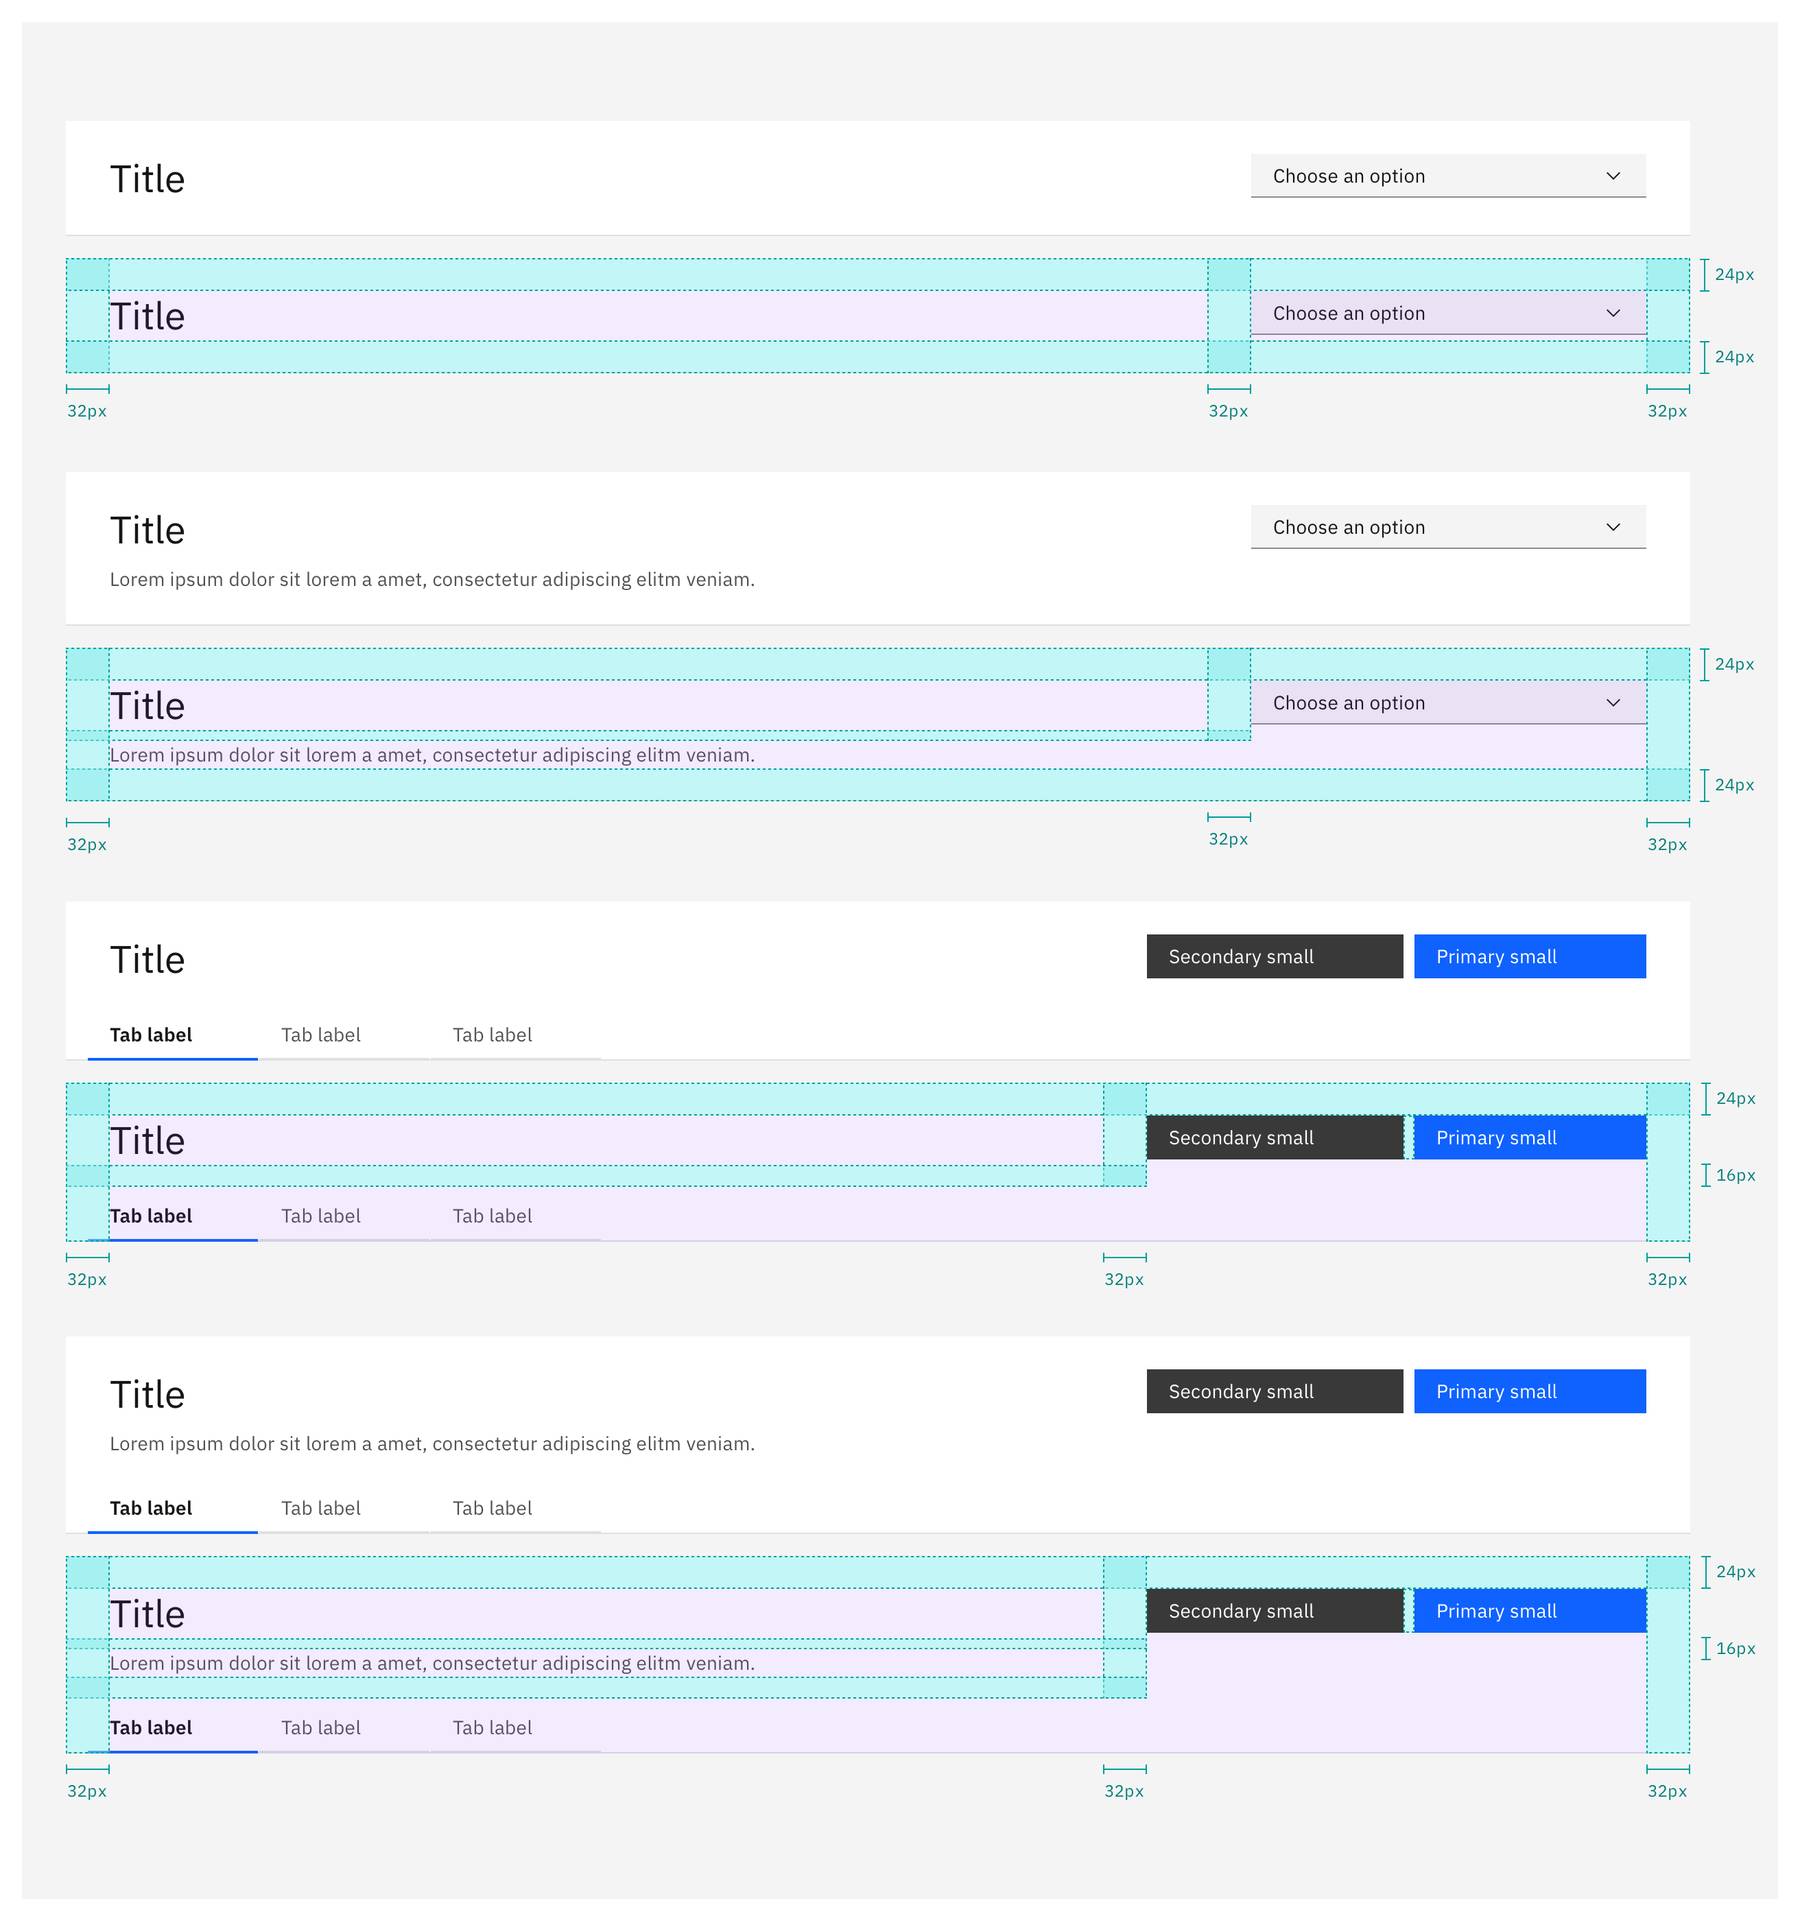 Title
Choose an option
24px
Title
Choose an option
24px
32px 32px 32px
Title
Choose an option
Lorem ipsum dolor sit lorem a amet, consectetur adipiscing elitm veniam.
24px
Title
Choose an option
Lorem ipsum dolor sit lorem a amet, consectetur adipiscing elitm veniam.
24px
32px 32px 32px
Title
Secondary small Primary small
Tab label Tab label Tab label
24px
Title
Secondary small Primary small
16px
Tab label Tab label Tab label
32px 32px 32px
Title
Secondary small Primary small
Lorem ipsum dolor sit lorem a amet, consectetur adipiscing elitm veniam.
Tab label Tab label Tab label
24px
Title
Secondary small Primary small
16px
Lorem ipsum dolor sit lorem a amet, consectetur adipiscing elitm veniam.
Tab label Tab label Tab label
32px 32px 32px